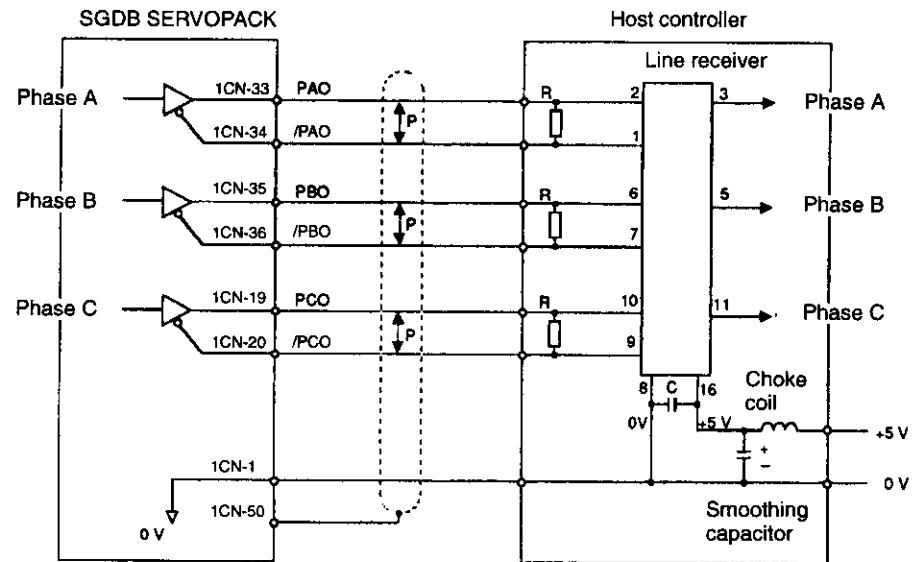 SGDB SERVOPACK
Host controller
Line receiver
Phase A
1CN-33
PAO
R
2
3
Phase A
P
1CN-34
/PAO
1
Phase B
1CN-35
PBO
R
6
5
Phase B
P
1CN-36
/PBO
7
Phase C
1CN-19
PCO
R
10
11
Phase C
P
1CN-20
/PCO
9
8
C
16
Choke
coil
0V
+5 V
+5 V
+
−
1CN-1
0 V
1CN-50
0 V
Smoothing
capacitor